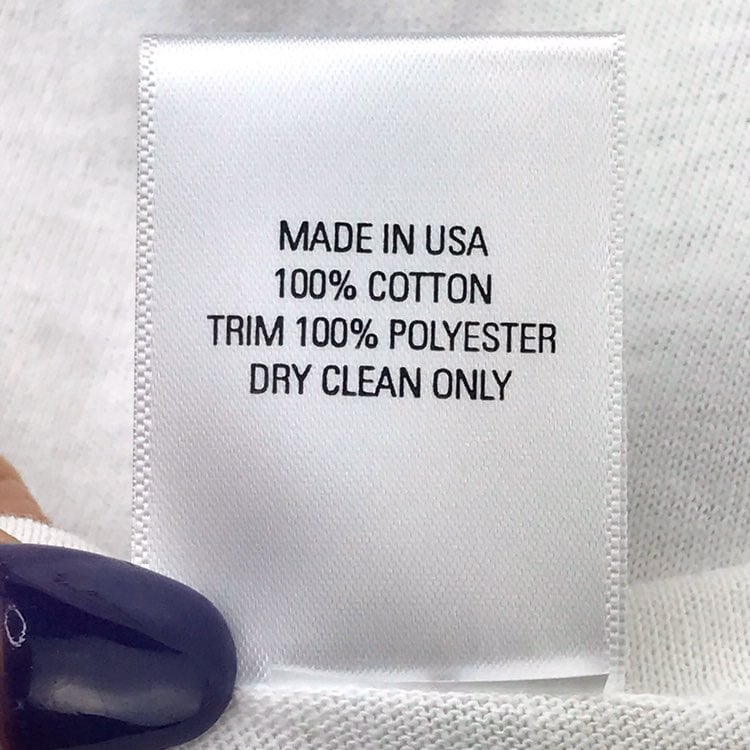 MADE IN USA
100% COTTON
TRIM 100% POLYESTER
DRY CLEAN ONLY